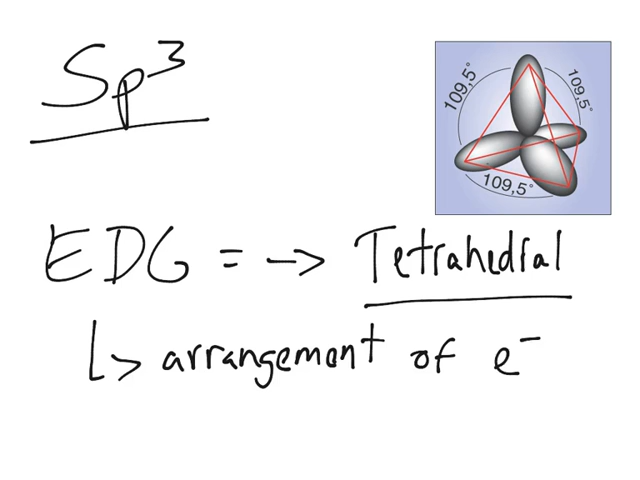 Sp³
109,5°
109,5°
109,5°
EDG = -> Tetrahedral
↳ arrangement of e⁻